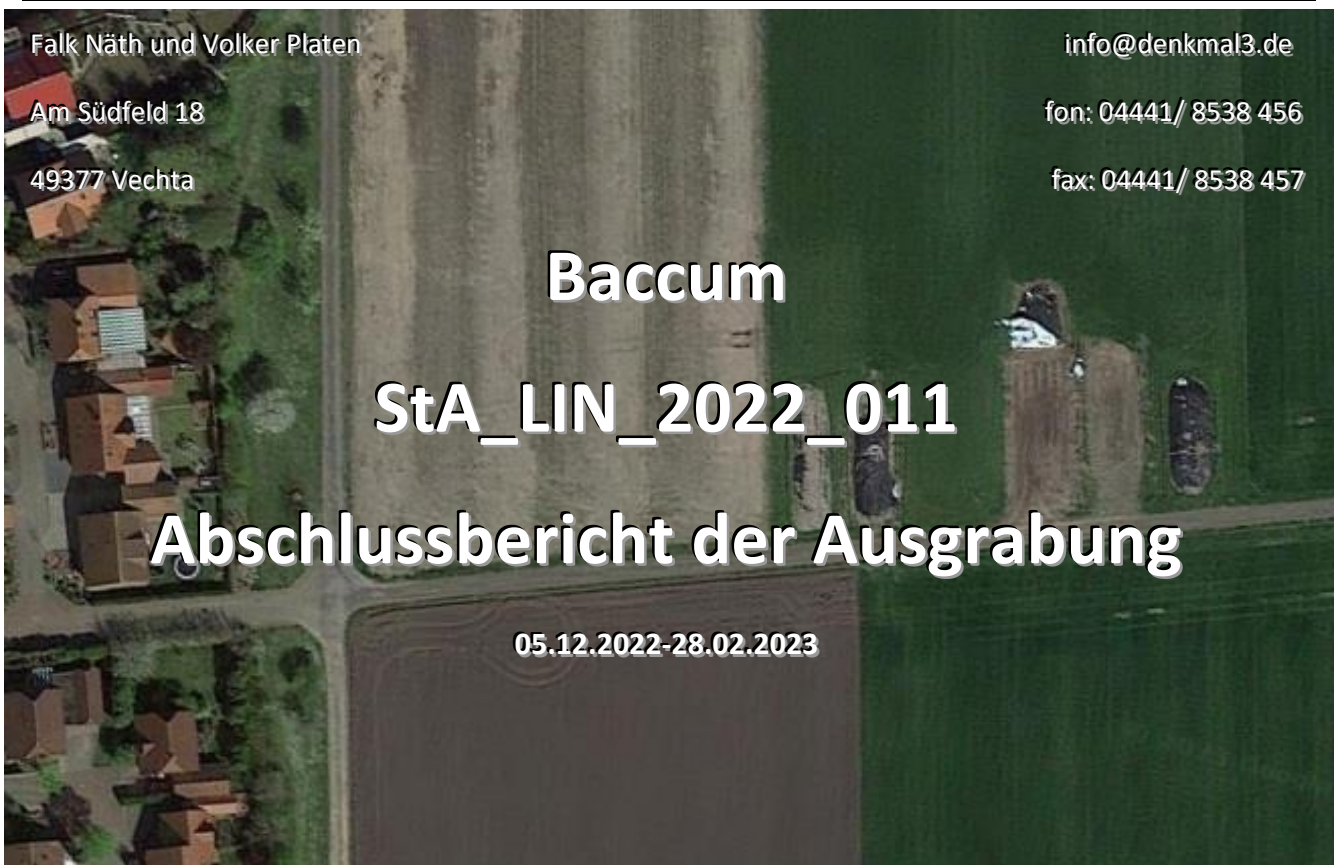 Falk Näth und Volker Platen
info@denkmal3.de
Am Südfeld 18
fon: 04441/ 8538 456
49377 Vechta
fax: 04441/ 8538 457
Baccum
StA_LIN_2022_011
Abschlussbericht der Ausgrabung
05.12.2022-28.02.2023